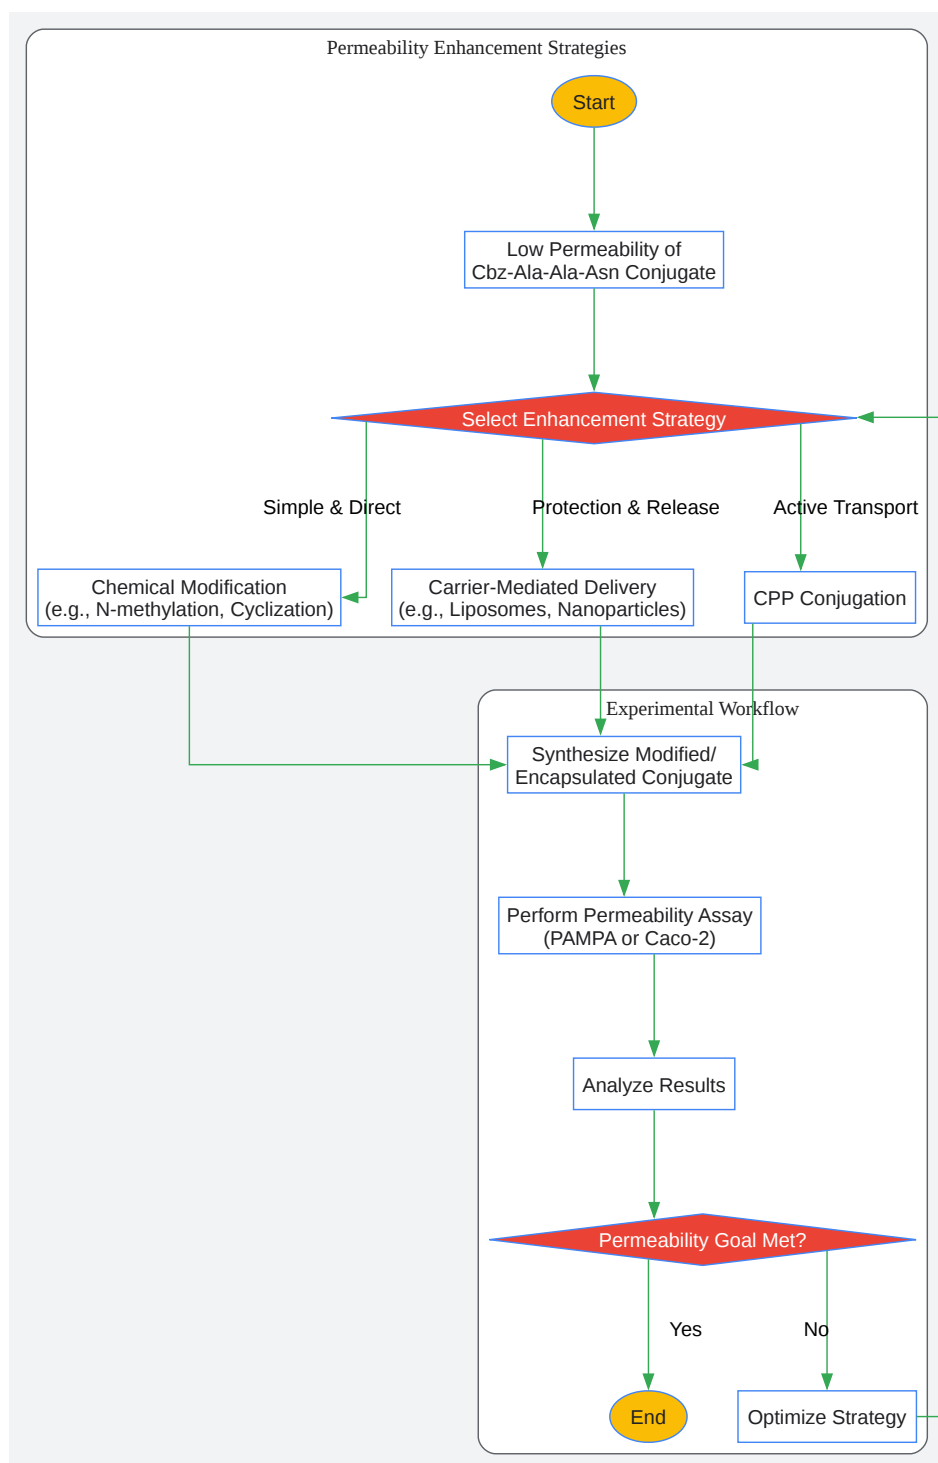 Permeability Enhancement Strategies
Start
Low Permeability of
Cbz-Ala-Ala-Asn Conjugate
Select Enhancement Strategy
Simple & Direct
Protection & Release
Active Transport
Chemical Modification
(e.g., N-methylation, Cyclization)
Carrier-Mediated Delivery
(e.g., Liposomes, Nanoparticles)
CPP Conjugation
Experimental Workflow
Synthesize Modified/
Encapsulated Conjugate
Perform Permeability Assay
(PAMPA or Caco-2)
Analyze Results
Permeability Goal Met?
Yes
No
End
Optimize Strategy